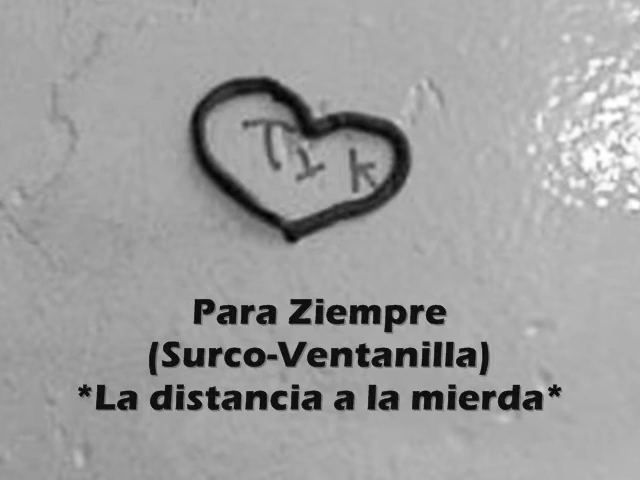 T k
Para Ziempre
(Surco-Ventanilla)
*La distancia a la mierda*